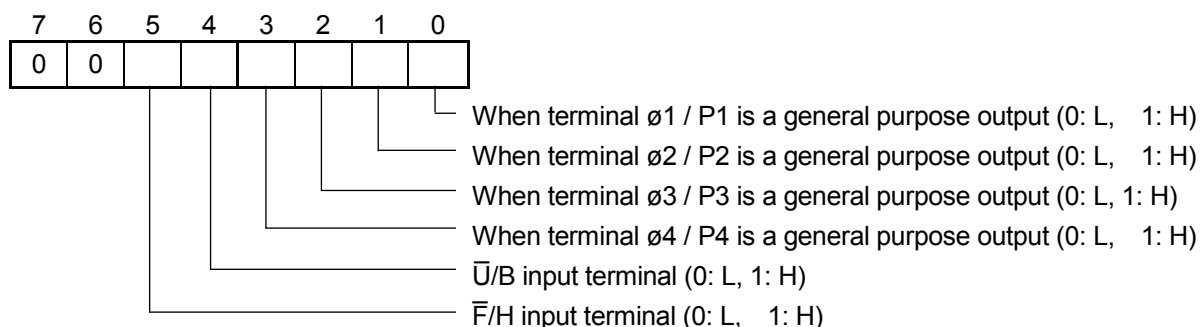 7 6 5 4 3 2 1 0
0 0
When terminal ø1 / P1 is a general purpose output (0: L, 1: H)
When terminal ø2 / P2 is a general purpose output (0: L, 1: H)
When terminal ø3 / P3 is a general purpose output (0: L, 1: H)
When terminal ø4 / P4 is a general purpose output (0: L, 1: H)
U̅/B input terminal (0: L, 1: H)
F̅/H input terminal (0: L, 1: H)